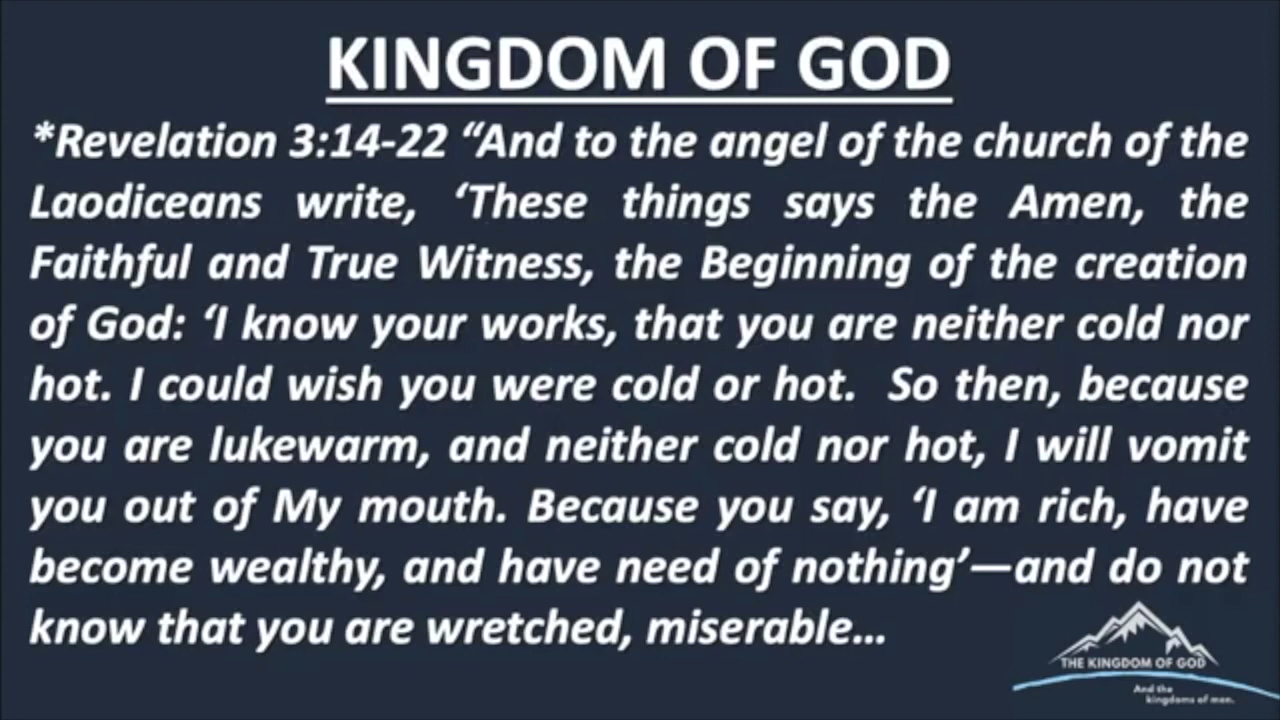 KINGDOM OF GOD
*Revelation 3:14-22 “And to the angel of the church of the
Laodiceans write, ‘These things says the Amen, the
Faithful and True Witness, the Beginning of the creation
of God: ‘I know your works, that you are neither cold nor
hot. I could wish you were cold or hot.  So then, because
you are lukewarm, and neither cold nor hot, I will vomit
you out of My mouth. Because you say, ‘I am rich, have
become wealthy, and have need of nothing’—and do not
know that you are wretched, miserable…
THE KINGDOM OF GOD
And the
kingdoms of men.